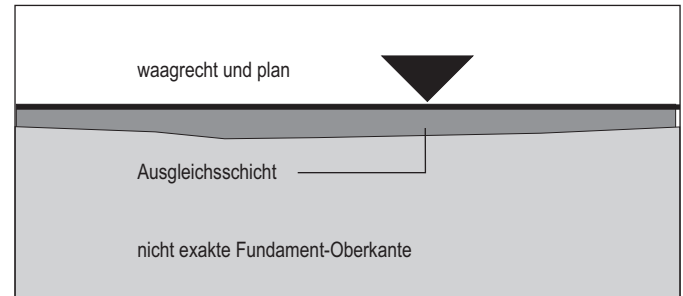 waagrecht und plan
Ausgleichsschicht
nicht exakte Fundament-Oberkante